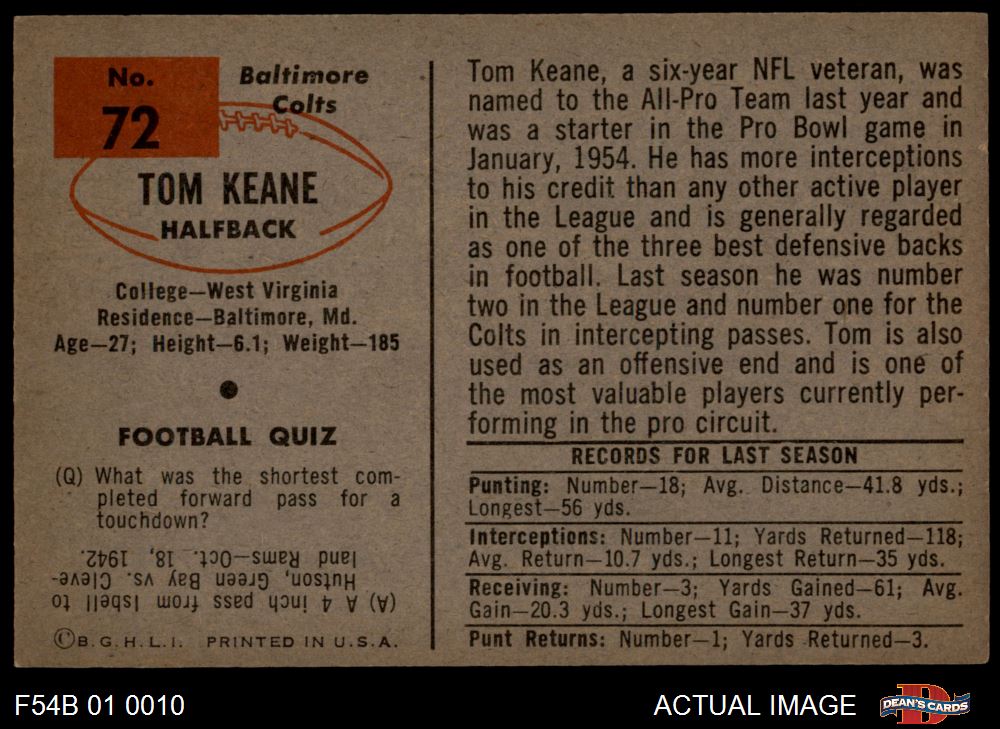 No.
72
Baltimore
Colts
TOM KEANE
HALFBACK
College—West Virginia
Residence—Baltimore, Md.
Age—27; Height—6.1; Weight—185
FOOTBALL QUIZ
(Q) What was the shortest com-
pleted forward pass for a
touchdown?
(A) A 4 inch pass from Isbell to
Hutson, Green Bay vs. Cleve-
land Rams—Oct. 18, 1942.
©B.G.H.L.I. PRINTED IN U.S.A.
Tom Keane, a six-year NFL veteran, was
named to the All-Pro Team last year and
was a starter in the Pro Bowl game in
January, 1954. He has more interceptions
to his credit than any other active player
in the League and is generally regarded
as one of the three best defensive backs
in football. Last season he was number
two in the League and number one for the
Colts in intercepting passes. Tom is also
used as an offensive end and is one of
the most valuable players currently per-
forming in the pro circuit.
RECORDS FOR LAST SEASON
Punting: Number—18; Avg. Distance—41.8 yds.;
Longest—56 yds.
Interceptions: Number—11; Yards Returned—118;
Avg. Return—10.7 yds.; Longest Return—35 yds.
Receiving: Number—3; Yards Gained—61; Avg.
Gain—20.3 yds.; Longest Gain—37 yds.
Punt Returns: Number—1; Yards Returned—3.
F54B 01 0010
ACTUAL IMAGE
D
DEAN'S CARDS